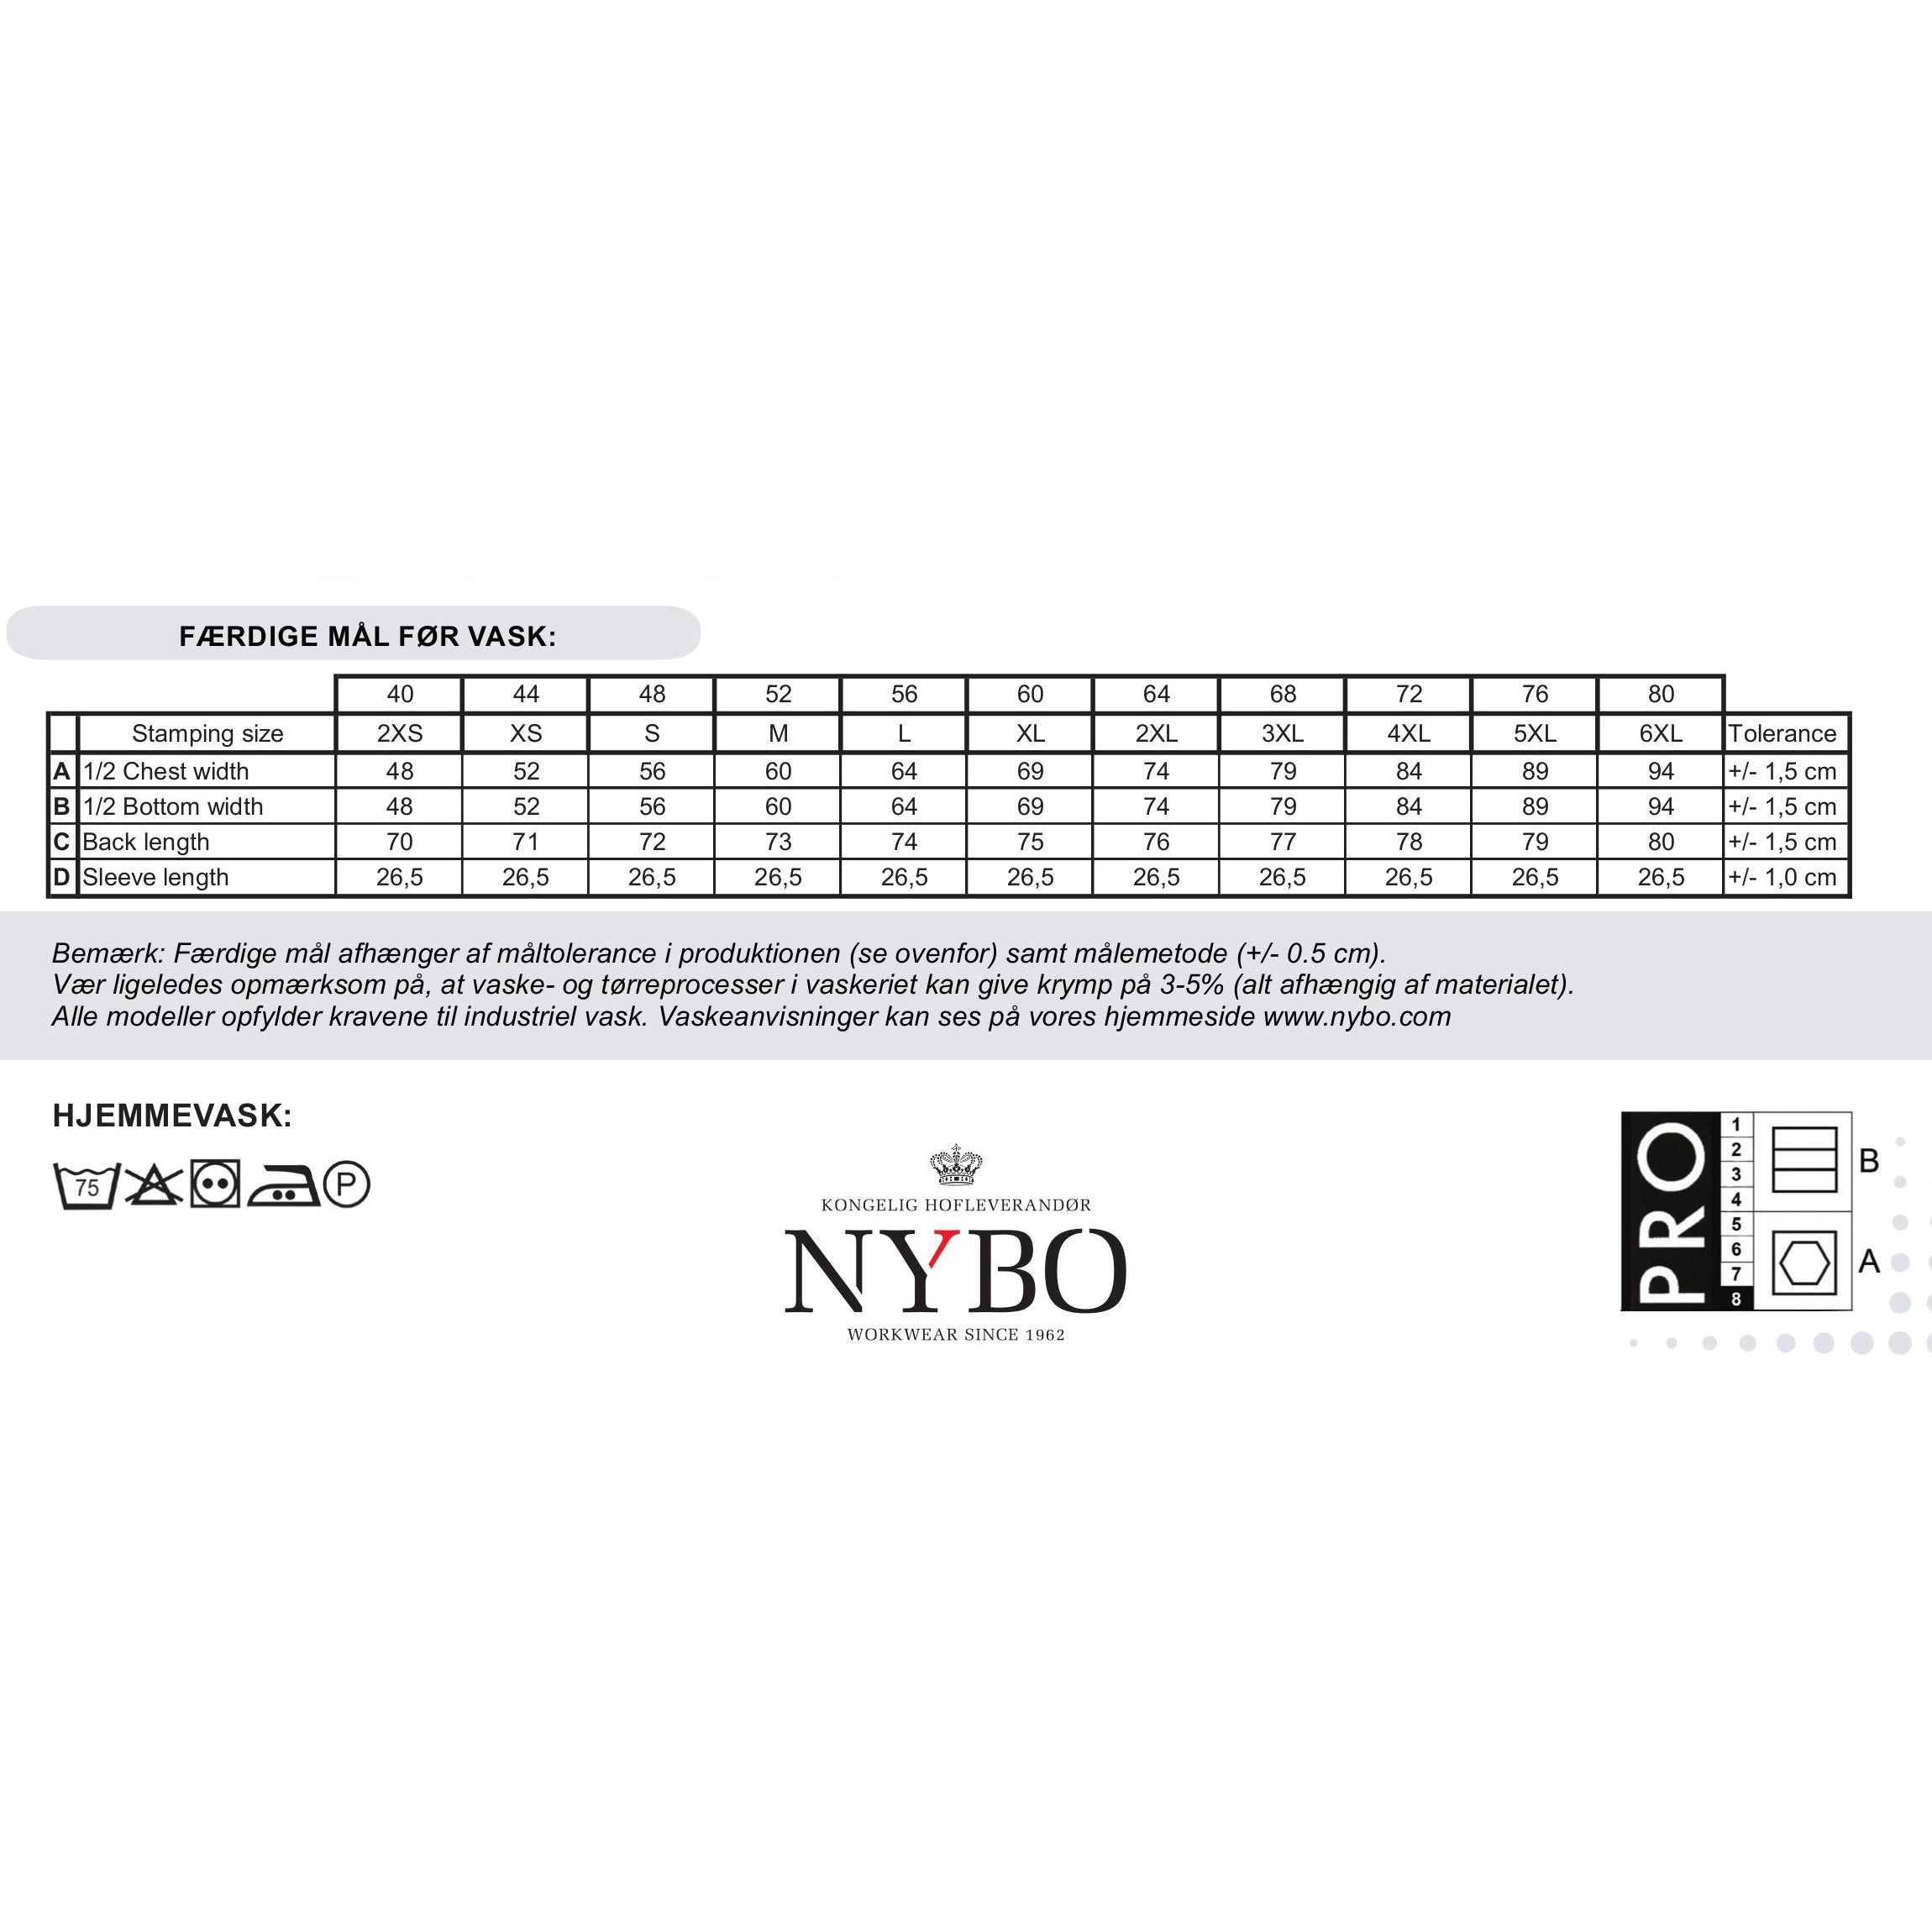 FÆRDIGE MÅL FØR VASK:
40 44 48 52 56 60 64 68 72 76 80
Stamping size 2XS XS S M L XL 2XL 3XL 4XL 5XL 6XL Tolerance
A 1/2 Chest width 48 52 56 60 64 69 74 79 84 89 94 +/- 1,5 cm
B 1/2 Bottom width 48 52 56 60 64 69 74 79 84 89 94 +/- 1,5 cm
C Back length 70 71 72 73 74 75 76 77 78 79 80 +/- 1,5 cm
D Sleeve length 26,5 26,5 26,5 26,5 26,5 26,5 26,5 26,5 26,5 26,5 26,5 +/- 1,0 cm
Bemærk: Færdige mål afhænger af måltolerance i produktionen (se ovenfor) samt målemetode (+/- 0.5 cm).
Vær ligeledes opmærksom på, at vaske- og tørreprocesser i vaskeriet kan give krymp på 3-5% (alt afhængig af materialet).
Alle modeller opfylder kravene til industriel vask. Vaskeanvisninger kan ses på vores hjemmeside www.nybo.com
HJEMMEVASK:
75 P
KONGELIG HOFLEVERANDØR
NYBO
WORKWEAR SINCE 1962
PRO
1
2
3
4
5
6
7
8
B
A